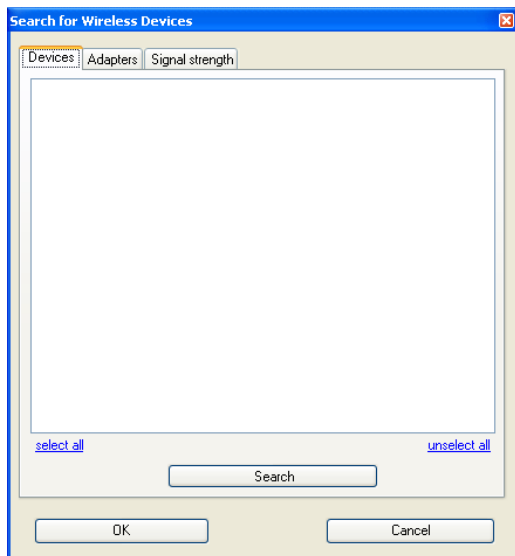 Search for Wireless Devices
Devices Adapters Signal strength
select all unselect all
Search
OK Cancel